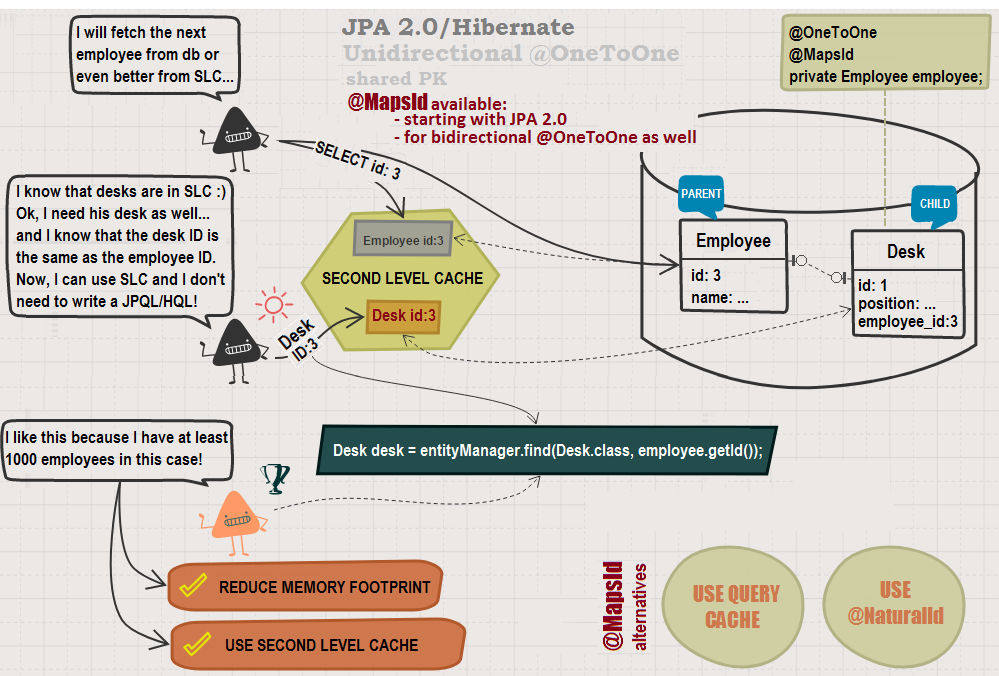 JPA 2.0/Hibernate
Unidirectional @OneToOne
shared PK
@MapsId available:
- starting with JPA 2.0
- for bidirectional @OneToOne as well
I will fetch the next
employee from db or
even better from SLC...
@OneToOne
@MapsId
private Employee employee;
SELECT id: 3
I know that desks are in SLC :)
Ok, I need his desk as well...
and I know that the desk ID is
the same as the employee ID.
Now, I can use SLC and I don't
need to write a JPQL/HQL!
Employee id:3
SECOND LEVEL CACHE
Desk id:3
Desk
ID:3
PARENT
Employee
id: 3
name: ...
CHILD
Desk
id: 1
position: ...
employee_id:3
I like this because I have at least
1000 employees in this case!
Desk desk = entityManager.find(Desk.class, employee.getId());
REDUCE MEMORY FOOTPRINT
USE SECOND LEVEL CACHE
@MapsId
alternatives
USE QUERY
CACHE
USE
@NaturalId